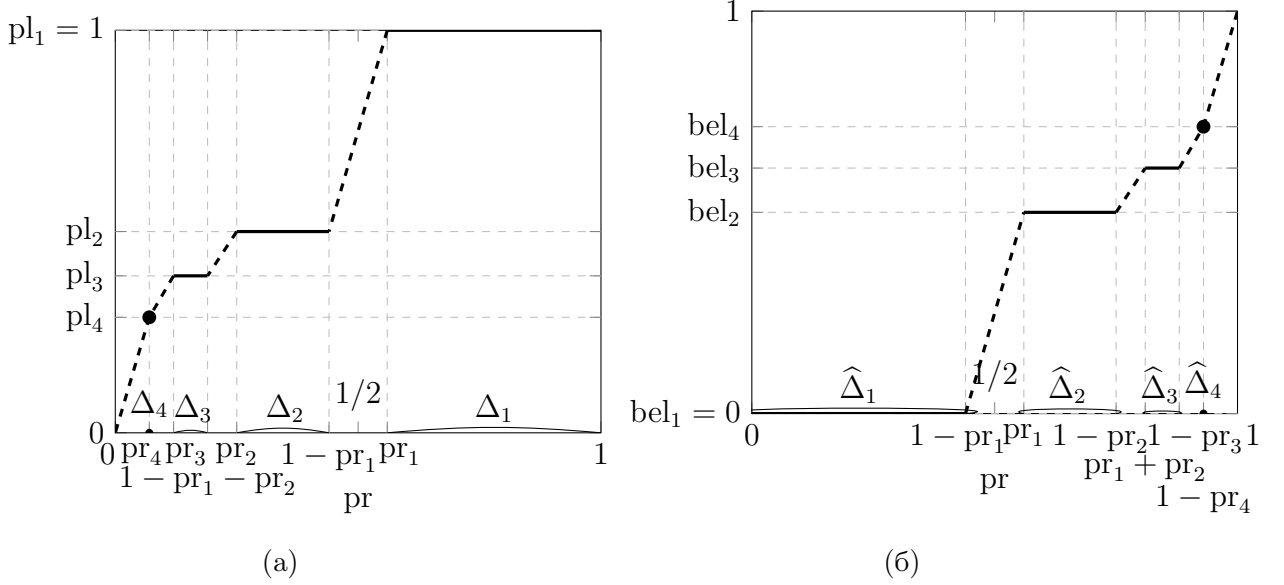 pl₁ = 1
pl₂
pl₃
pl₄
0
Δ₄ Δ₃ Δ₂ 1/2 Δ₁
0 pr₄ pr₃ pr₂ 1 − pr₁ pr₁ 1
1 − pr₁ − pr₂
pr
(а)
1
bel₄
bel₃
bel₂
bel₁ = 0
Δ̂₁ 1/2 Δ̂₂ Δ̂₃ Δ̂₄
0 1 − pr₁ pr₁ 1 − pr₂ 1 − pr₃ 1
pr pr₁ + pr₂
1 − pr₄
(б)